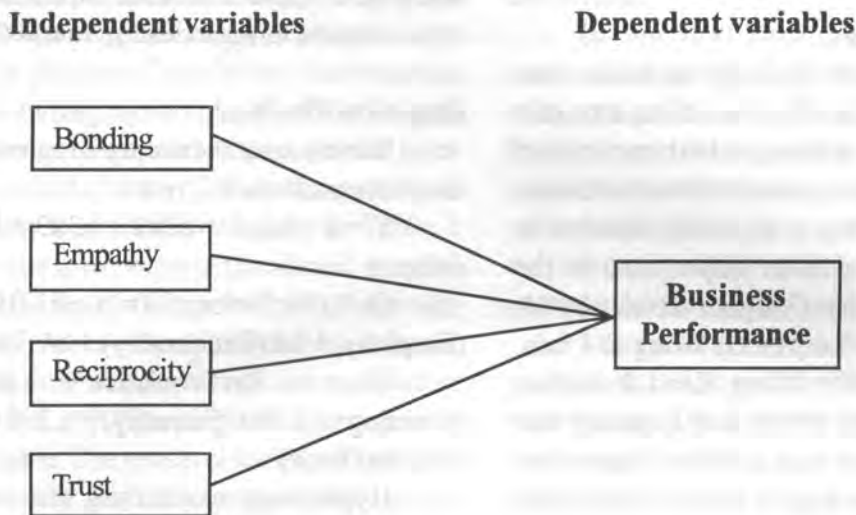 Independent variables
Dependent variables
Bonding
Empathy
Reciprocity
Trust
Business
Performance